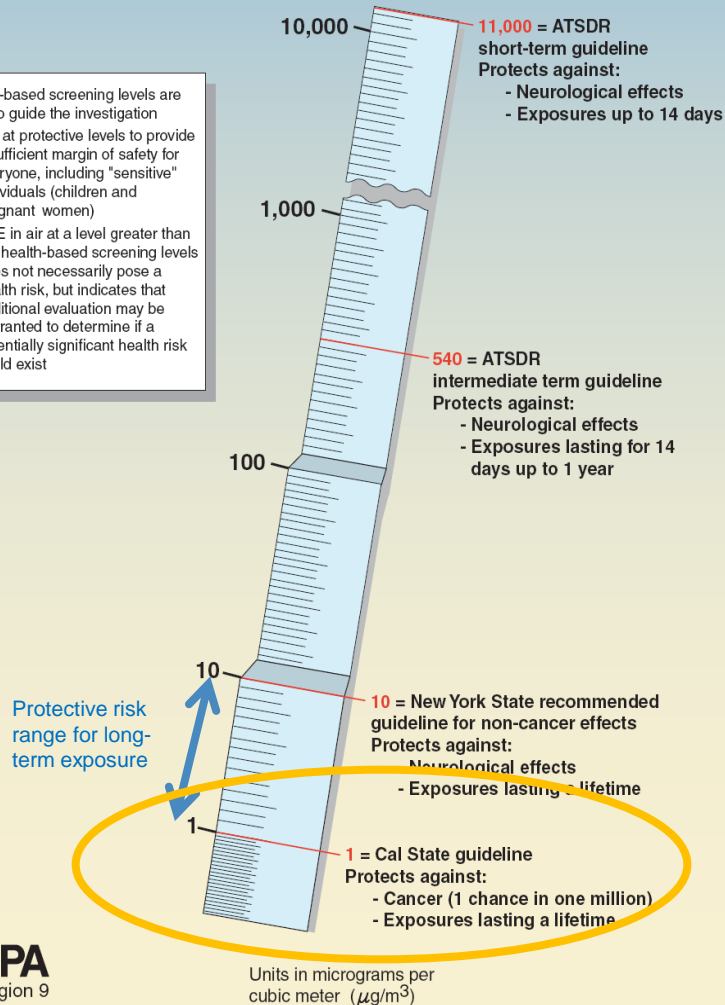 10,000
11,000 = ATSDR
short-term guideline
Protects against:
- Neurological effects
- Exposures up to 14 days
-based screening levels are
o guide the investigation
at protective levels to provide
ufficient margin of safety for
ryone, including "sensitive"
viduals (children and
gnant women)
E in air at a level greater than
health-based screening levels
es not necessarily pose a
lth risk, but indicates that
ditional evaluation may be
rranted to determine if a
entially significant health risk
ld exist
1,000
540 = ATSDR
intermediate term guideline
Protects against:
- Neurological effects
- Exposures lasting for 14
days up to 1 year
100
10
Protective risk
range for long-
term exposure
10 = New York State recommended
guideline for non-cancer effects
Protects against:
Neurological effects
- Exposures lasting a lifetime
1
1 = Cal State guideline
Protects against:
- Cancer (1 chance in one million)
- Exposures lasting a lifetime
PA
gion 9
Units in micrograms per
cubic meter (μg/m3)